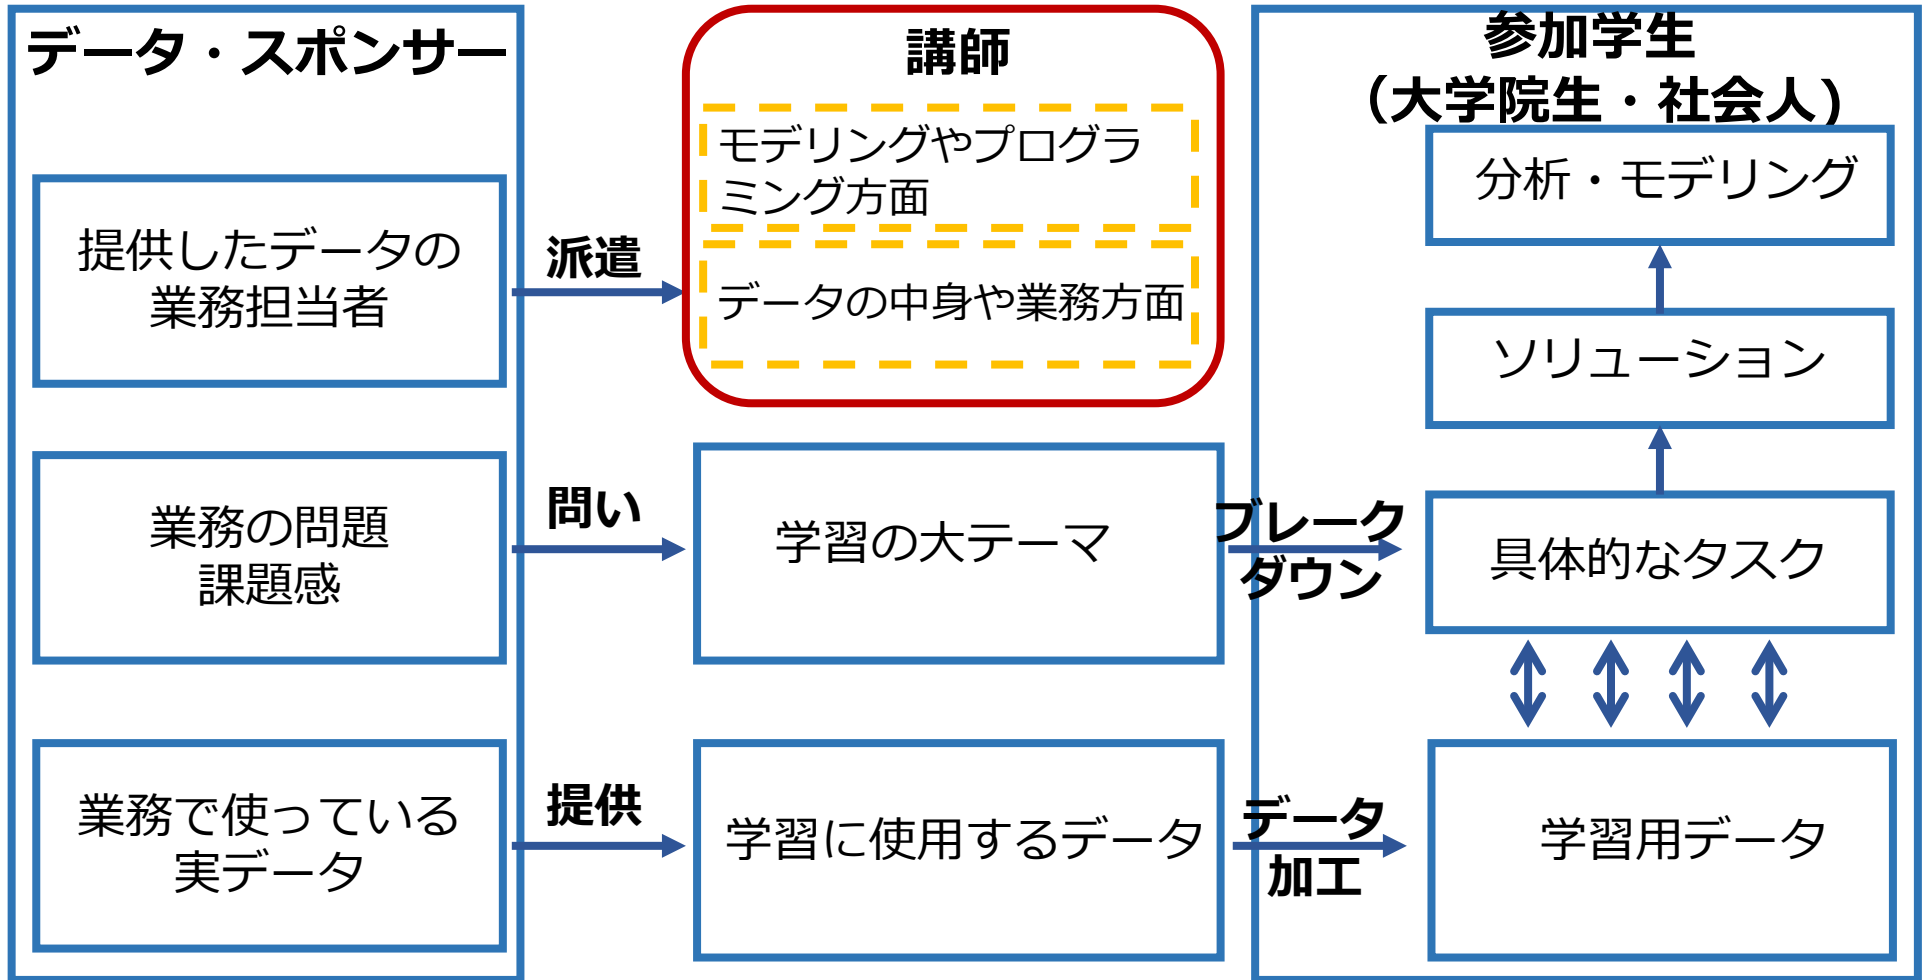 データ・スポンサー
提供したデータの
業務担当者
業務の問題
課題感
業務で使っている
実データ
派遣
問い
提供
講師
モデリングやプログラ
ミング方面
データの中身や業務方面
学習の大テーマ
学習に使用するデータ
ブレーク
ダウン
データ
加工
参加学生
（大学院生・社会人)
分析・モデリング
ソリューション
具体的なタスク
学習用データ